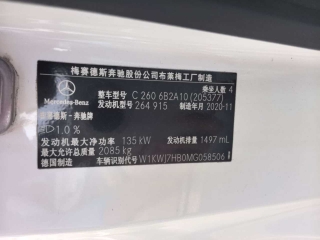 梅赛德斯奔驰股份公司布莱梅工厂制造
乘坐人数 4
整车型号 C 260 6B2A10 (205377)
发动机型号 264 915 制造年月 2020-11
Mercedes-Benz
梅赛德斯-奔驰牌
1.0 %
发动机最大净功率 135 kW 发动机排量 1497 mL
最大允许总质量 2085 kg
德国制造 车辆识别代号 W1KWJ7HB0MG058506